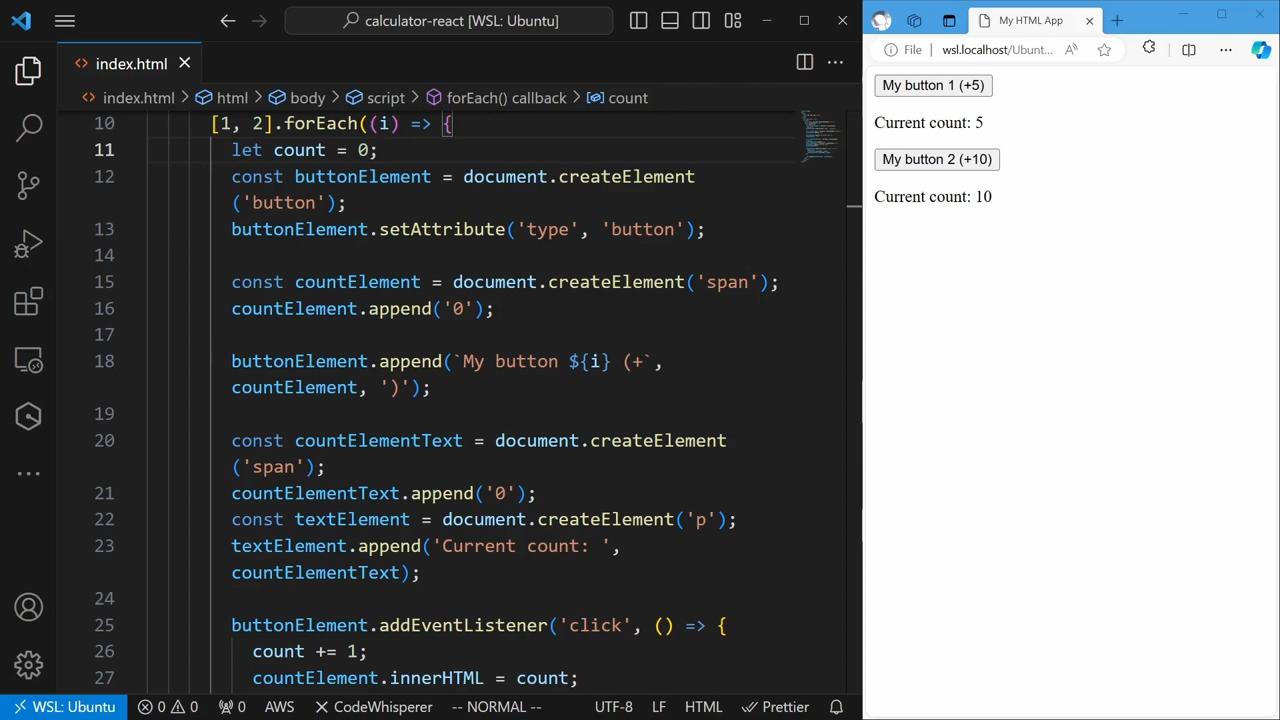 calculator-react [WSL: Ubuntu]
index.html
index.html > html > body > script > forEach() callback > count
10 [1, 2].forEach((i) => {
11 let count = 0;
12 const buttonElement = document.createElement
('button');
13 buttonElement.setAttribute('type', 'button');
14
15 const countElement = document.createElement('span');
16 countElement.append('0');
17
18 buttonElement.append(`My button ${i} (+`,
countElement, ')');
19
20 const countElementText = document.createElement
('span');
21 countElementText.append('0');
22 const textElement = document.createElement('p');
23 textElement.append('Current count: ',
countElementText);
24
25 buttonElement.addEventListener('click', () => {
26 count += 1;
27 countElement.innerHTML = count;
WSL: Ubuntu 0 0 0 AWS CodeWhisperer -- NORMAL -- UTF-8 LF HTML Prettier
My HTML App
File wsl.localhost/Ubunt...
My button 1 (+5)
Current count: 5
My button 2 (+10)
Current count: 10